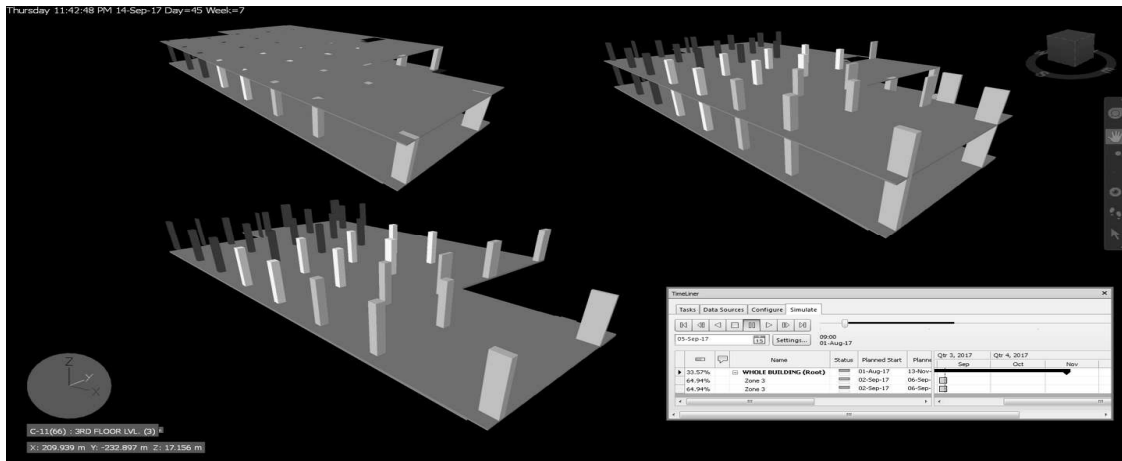 Thursday 11:42:48 PM 14-Sep-17 Day=45 Week=7
TimeLiner
Tasks Data Sources Configure Simulate
05-Sep-17 15 Settings... 09:00
01-Aug-17
Name Status Planned Start Planne Qtr 3, 2017 Qtr 4, 2017
Sep Oct Nov
33.57% WHOLE BUILDING (Root) 01-Aug-17 13-Nov-
64.94% Zone 3 02-Sep-17 06-Sep-
64.94% Zone 3 02-Sep-17 06-Sep-
Z
Y
X
C-11(66) : 3RD FLOOR LVL. (3)
X: 209.939 m Y: -232.897 m Z: 17.156 m